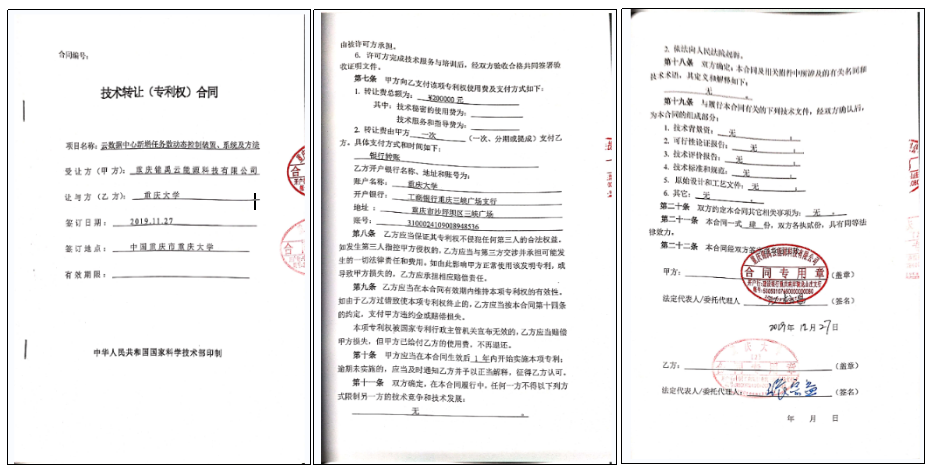 合同编号:
技术转让（专利权）合同
项目名称: 云数据中心新增任务数动态控制装置、系统及方法
受让方（甲方）: 重庆锦禹云能源科技有限公司
让与方（乙方）: 重庆大学
签订日期: 2019.11.27
签订地点: 中国重庆市重庆大学
有效期限:
中华人民共和国国家科学技术部印制
由被许可方承担。
6. 许可方完成技术服务与培训后，经双方验收合格共同签署验
收证明文件。
第七条 甲方向乙支付该项专利权使用费及支付方式如下:
1. 转让费总额为: ¥200000 元
其中: 技术秘密的使用费为:
技术服务和指导费为:
2. 转让费由甲方 一次 （一次、分期或提成）支付乙
方。具体支付方式和时间如下:
银行转账
乙方开户银行名称、地址和账号为:
账户名称: 重庆大学
开户银行: 工商银行重庆三峡广场支行
地址: 重庆市沙坪坝区三峡广场
账号: 3100024109008948536
第八条 乙方应当保证其专利权不侵犯任何第三人的合法权益。
如发生第三人指控甲方侵权的，乙方应当与第三方交涉并承担可能发
生的一切法律责任和费用。如由此影响甲方正常使用该发明专利，或
导致甲方损失的，乙方应承担相应赔偿责任。
第九条 乙方应当在本合同有效期内维持本项专利权的有效性。
如由于乙方过错致使本项专利权终止的，乙方应当按本合同第十四条
的约定，支付甲方违约金或赔偿损失。
本项专利权被国家专利行政主管机关宣布无效的，乙方应当赔偿
甲方损失，但甲方已给付乙方的使用费，不再退还。
第十条 甲方应当在本合同生效后 1 年内开始实施本项专利;
逾期未实施的，应当及时通知乙方并予以正当解释，征得乙方认可。
第十一条 双方确定，在本合同履行中，任何一方不得以下列方
式限制另一方的技术竞争和技术发展:
无 。
2. 依法向人民法院起诉。
第十八条 双方确定:本合同及相关附件中所涉及的有关名词和
技术术语，其定义和解释如下:
无 。
第十九条 与履行本合同有关的下列技术文件，经双方确认后，
为本合同的组成部分:
1. 技术背景资: 无 ;
2. 可行性论证报告: 无 ;
3. 技术评价报告: 无 ;
4. 技术标准和规范: 无 ;
5. 原始设计和工艺文件: 无 ;
6. 其它: 无 。
第二十条 双方约定本合同其它相关事项为: 无 。
第二十一条 本合同一式 肆 份，双方各执贰份，具有同等法
律效力。
第二十二条 本合同经双方签
合同专用章
甲方: （盖章）
法定代表人/委托代理人 （签名）
2019年12月27日
乙方: （盖章）
法定代表人/委托代理人: （签名）
年 月 日